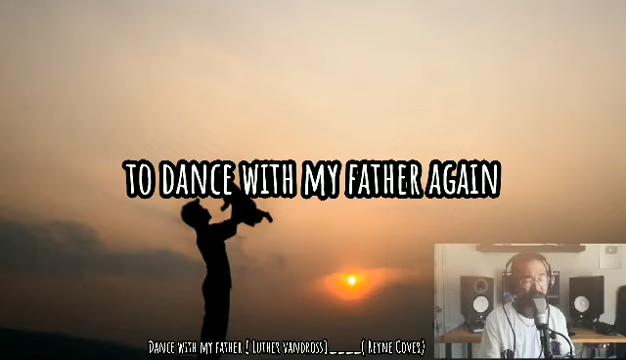 TO DANCE WITH MY FATHER AGAIN
DANCE WITH MY FATHER [ LUTHER VANDROSS]____( REYNE COVER}